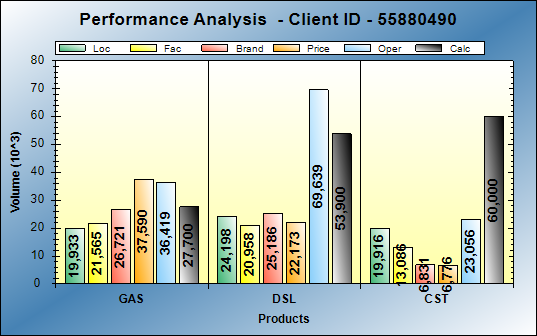 Performance Analysis - Client ID - 55880490
Loc Fac Brand Price Oper Calc
Volume (10^3)
80
70
60
50
40
30
20
10
0
19,933 21,565 26,721 37,590 36,419 27,700
24,198 20,958 25,186 22,173 69,639 53,900
19,916 13,086 6,831 6,776 23,056 60,000
GAS DSL CST
Products